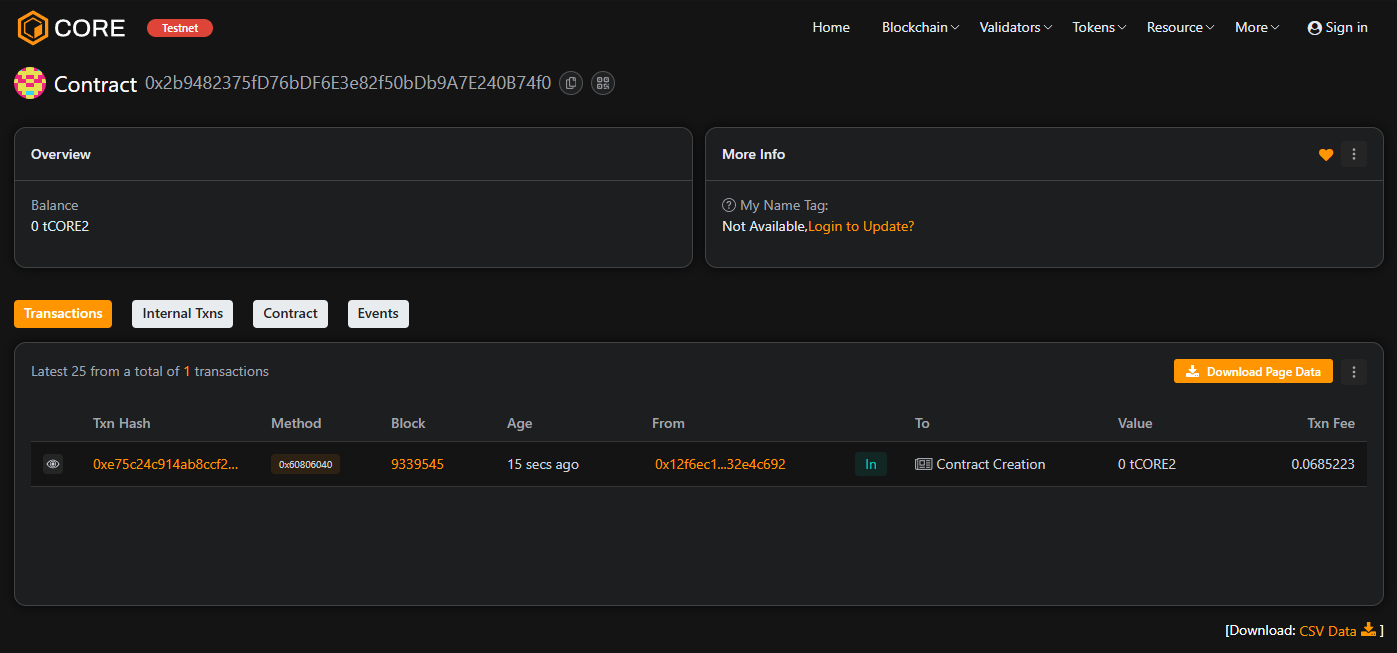 CORE Testnet Home Blockchain Validators Tokens Resource More Sign in
Contract 0x2b9482375fD76bDF6E3e82f50bDb9A7E240B74f0
Overview
Balance
0 tCORE2
More Info
My Name Tag:
Not Available,Login to Update?
Transactions Internal Txns Contract Events
Latest 25 from a total of 1 transactions Download Page Data
Txn Hash Method Block Age From To Value Txn Fee
0xe75c24c914ab8ccf2... 0x60806040 9339545 15 secs ago 0x12f6ec1...32e4c692 In Contract Creation 0 tCORE2 0.0685223
[Download: CSV Data ]